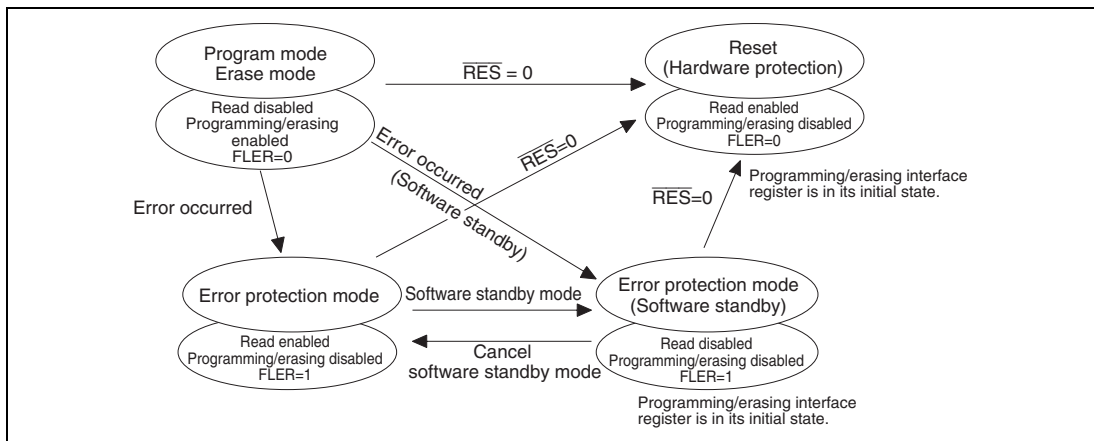 Program mode
Erase mode
Read disabled
Programming/erasing
enabled
FLER=0
RES = 0
Reset
(Hardware protection)
Read enabled
Programming/erasing disabled
FLER=0
Programming/erasing interface
register is in its initial state.
Error occurred
(Software standby)
RES=0
RES=0
Error occurred
Error protection mode
Read enabled
Programming/erasing disabled
FLER=1
Software standby mode
Cancel
software standby mode
Error protection mode
(Software standby)
Read disabled
Programming/erasing disabled
FLER=1
Programming/erasing interface
register is in its initial state.